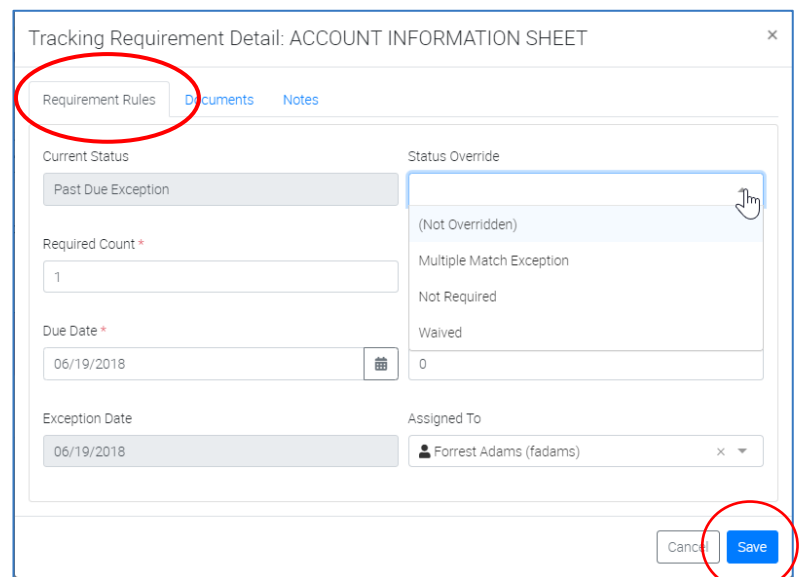 Tracking Requirement Detail: ACCOUNT INFORMATION SHEET ×
Requirement Rules Documents Notes
Current Status Status Override
Past Due Exception
(Not Overridden)
Required Count *
Multiple Match Exception
1
Not Required
Due Date *
Waived
06/19/2018 0
Exception Date Assigned To
06/19/2018 Forrest Adams (fadams) ×
Cancel Save